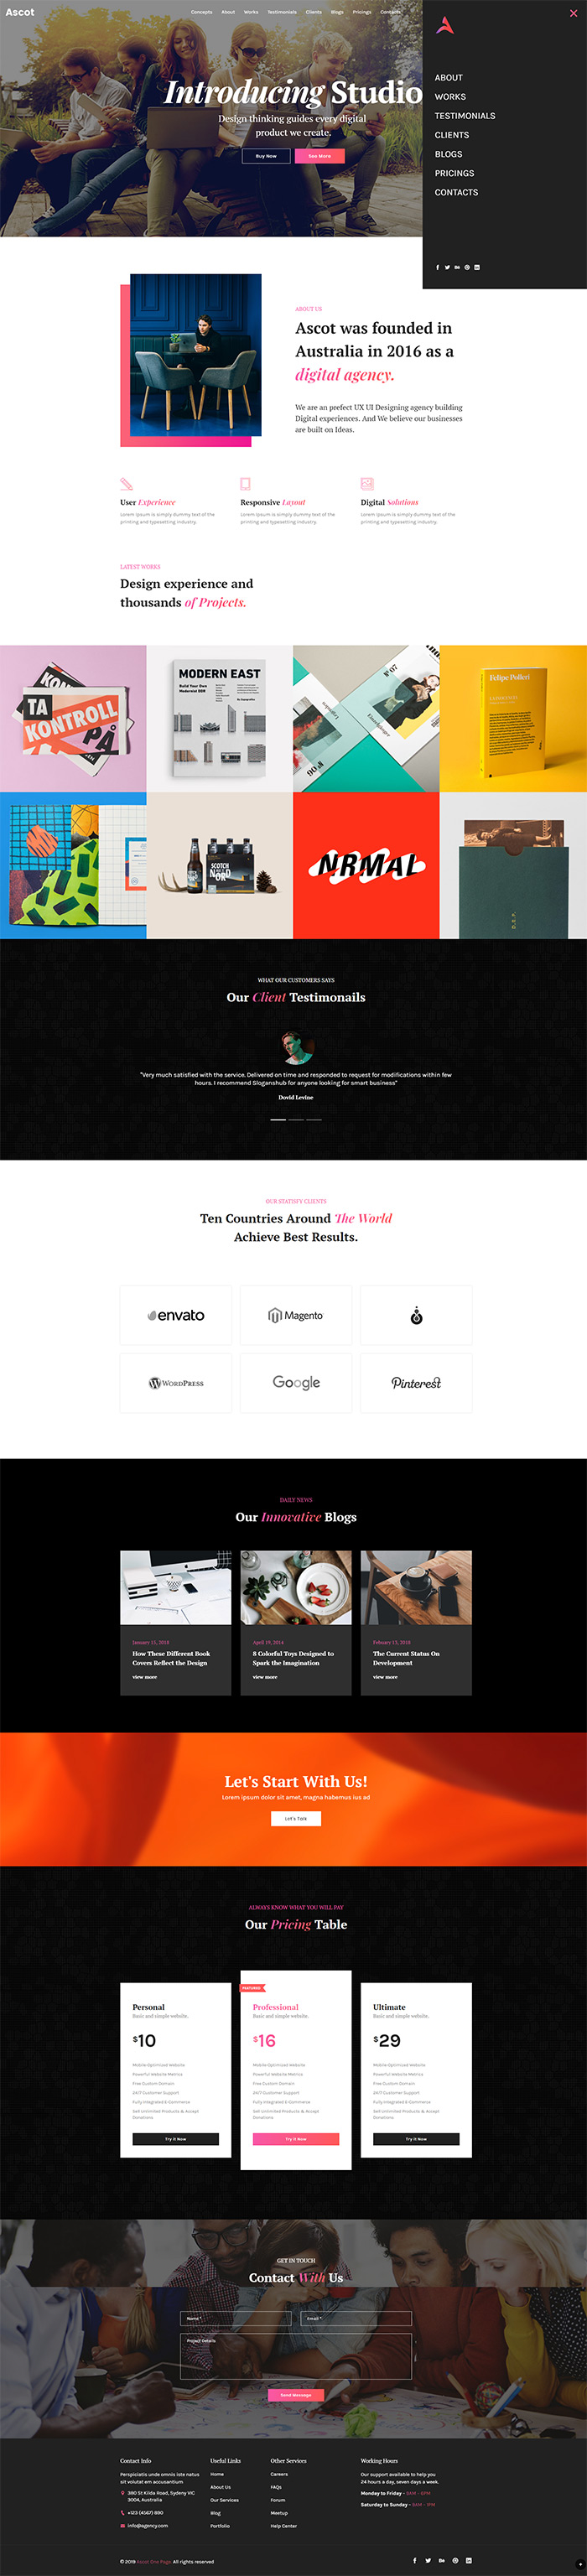 Ascot
Concepts About Works Testimonials Clients Blogs Pricings Contacts
ABOUT
WORKS
TESTIMONIALS
CLIENTS
BLOGS
PRICINGS
CONTACTS
Introducing Studio
Design thinking guides every digital
product we create.
Buy Now See More
ABOUT US
Ascot was founded in
Australia in 2016 as a
digital agency.
We are an prefect UX UI Designing agency building
Digital experiences. And We believe our businesses
are built on Ideas.
User Experience
Lorem Ipsum is simply dummy text of the
printing and typesetting industry.
Responsive Layout
Lorem Ipsum is simply dummy text of the
printing and typesetting industry.
Digital Solutions
Lorem Ipsum is simply dummy text of the
printing and typesetting industry.
LATEST WORKS
Design experience and
thousands of Projects.
TA
KONTROLL
PÅ
MODERN EAST
Build Your Own
Modernist DDR
Nº 07
Felipe Polleri
SCOTCH
NRMAL
WHAT OUR CUSTOMERS SAYS
Our Client Testimonails
"Very much satisfied with the service. Delivered on time and responded to request for modifications within few
hours. I recommend Sloganshub for anyone looking for smart business"
Dovid Levine
OUR STATISFY CLIENTS
Ten Countries Around The World
Achieve Best Results.
envato
Magento
WORDPRESS
Google
Pinterest
DAILY NEWS
Our Innovative Blogs
January 15, 2018
How These Different Book
Covers Reflect the Design
view more
April 19, 2014
8 Colorful Toys Designed to
Spark the Imagination
view more
February 13, 2018
The Current Status On
Development
view more
Let's Start With Us!
Lorem ipsum dolor sit amet, magna habemus ius ad
Let's Talk
ALWAYS KNOW WHAT YOU WILL PAY
Our Pricing Table
Personal
Basic and simple website.
$10
Mobile-Optimized Website
Powerful Website Metrics
Free Custom Domain
24/7 Customer Support
Fully Integrated E-Commerce
Sell Unlimited Products & Accept
Donations
Try it Now
FEATURED
Professional
Basic and simple website.
$16
Mobile-Optimized Website
Powerful Website Metrics
Free Custom Domain
24/7 Customer Support
Fully Integrated E-Commerce
Sell Unlimited Products & Accept
Donations
Try it Now
Ultimate
Basic and simple website.
$29
Mobile-Optimized Website
Powerful Website Metrics
Free Custom Domain
24/7 Customer Support
Fully Integrated E-Commerce
Sell Unlimited Products & Accept
Donations
Try it Now
GET IN TOUCH
Contact With Us
Name *
Email *
Project Details
Send Message
Contact Info
Perspiciatis unde omnis iste natus
sit volutat em accusantium
380 St Kilda Road, Sydeny VIC
3004, Australia
+123 (4567) 890
info@agency.com
Useful Links
Home
About Us
Our Services
Blog
Portfolio
Other Services
Careers
FAQs
Forum
Meetup
Help Center
Working Hours
Our support available to help you
24 hours a day, seven days a week.
Monday to Friday - 9AM - 6PM
Saturday to Sunday - 9AM - 1PM
© 2019 Ascot One Page. All rights reserved